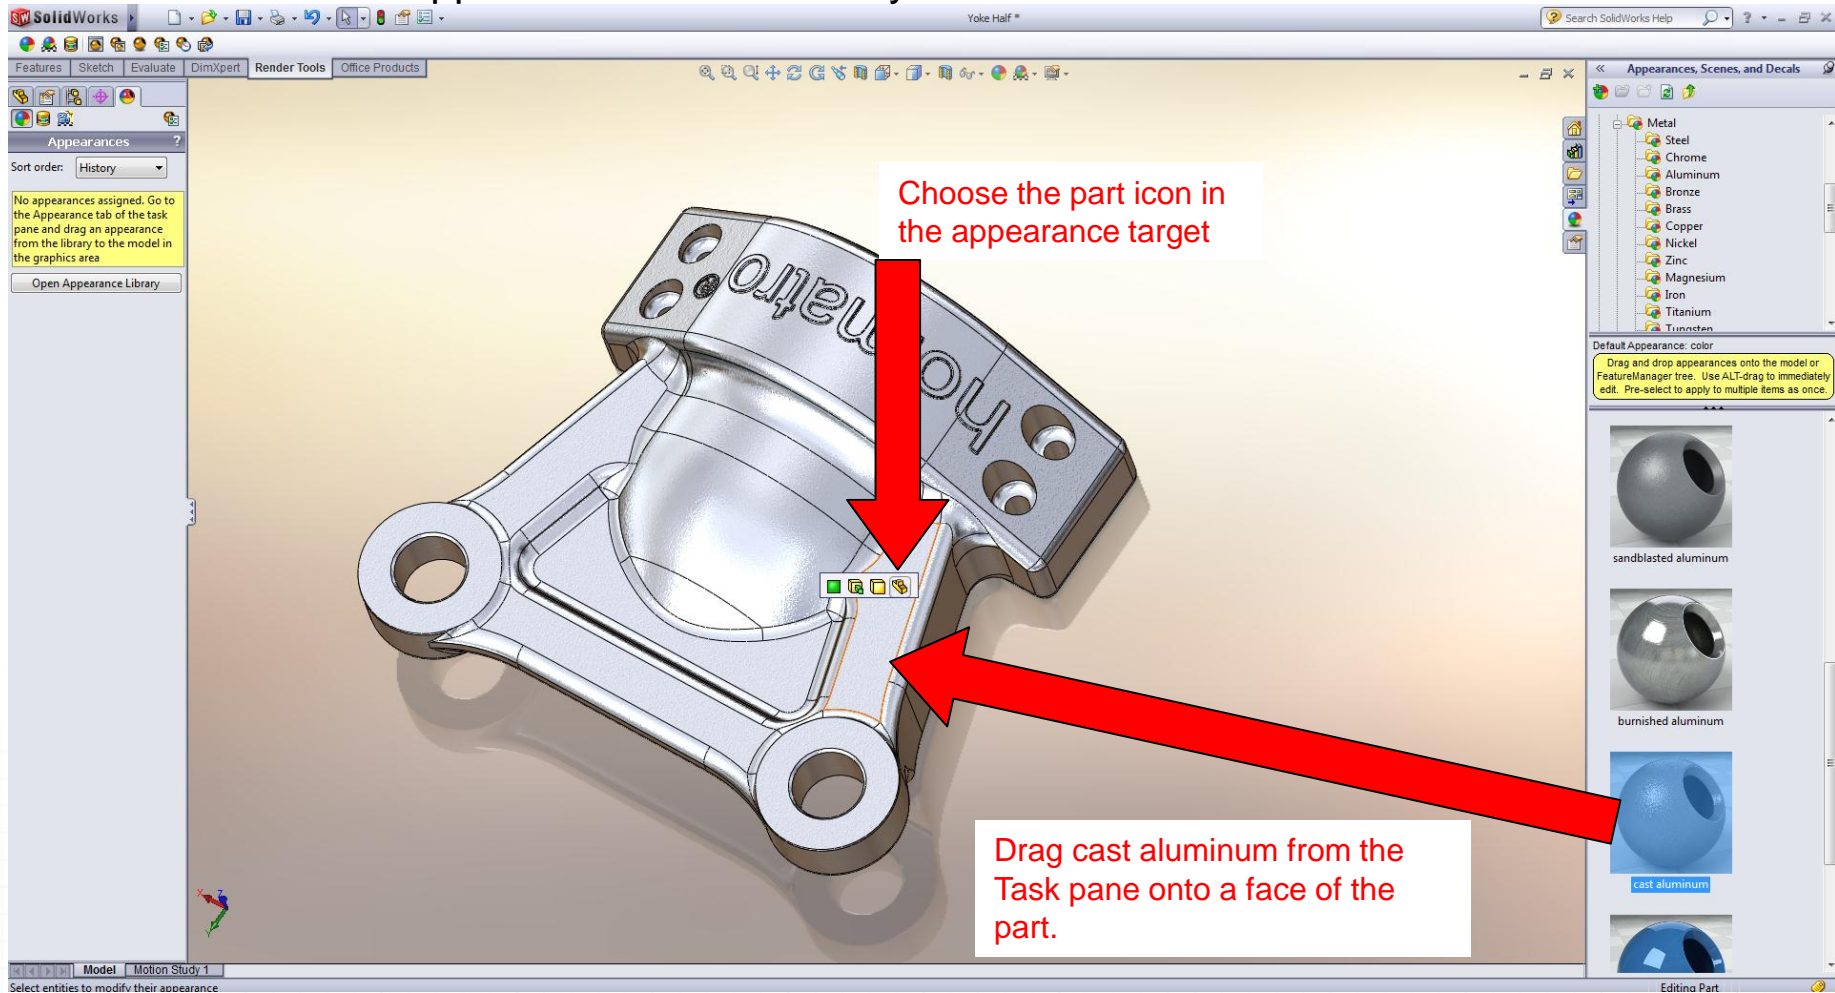 SolidWorks
Yoke Half *
Search SolidWorks Help
Features Sketch Evaluate DimXpert Render Tools Office Products
Appearances, Scenes, and Decals
Appearances ?
Sort order: History
No appearances assigned. Go to
the Appearance tab of the task
pane and drag an appearance
from the library to the model in
the graphics area
Open Appearance Library
Choose the part icon in
the appearance target
holmatro
Drag cast aluminum from the
Task pane onto a face of the
part.
Metal
Steel
Chrome
Aluminum
Bronze
Brass
Copper
Nickel
Zinc
Magnesium
Iron
Titanium
Tungsten
Default Appearance: color
Drag and drop appearances onto the model or
FeatureManager tree. Use ALT-drag to immediately
edit. Pre-select to apply to multiple items as once.
sandblasted aluminum
burnished aluminum
cast aluminum
X Z
Y
Model Motion Study 1
Select entities to modify their appearance
Editing Part